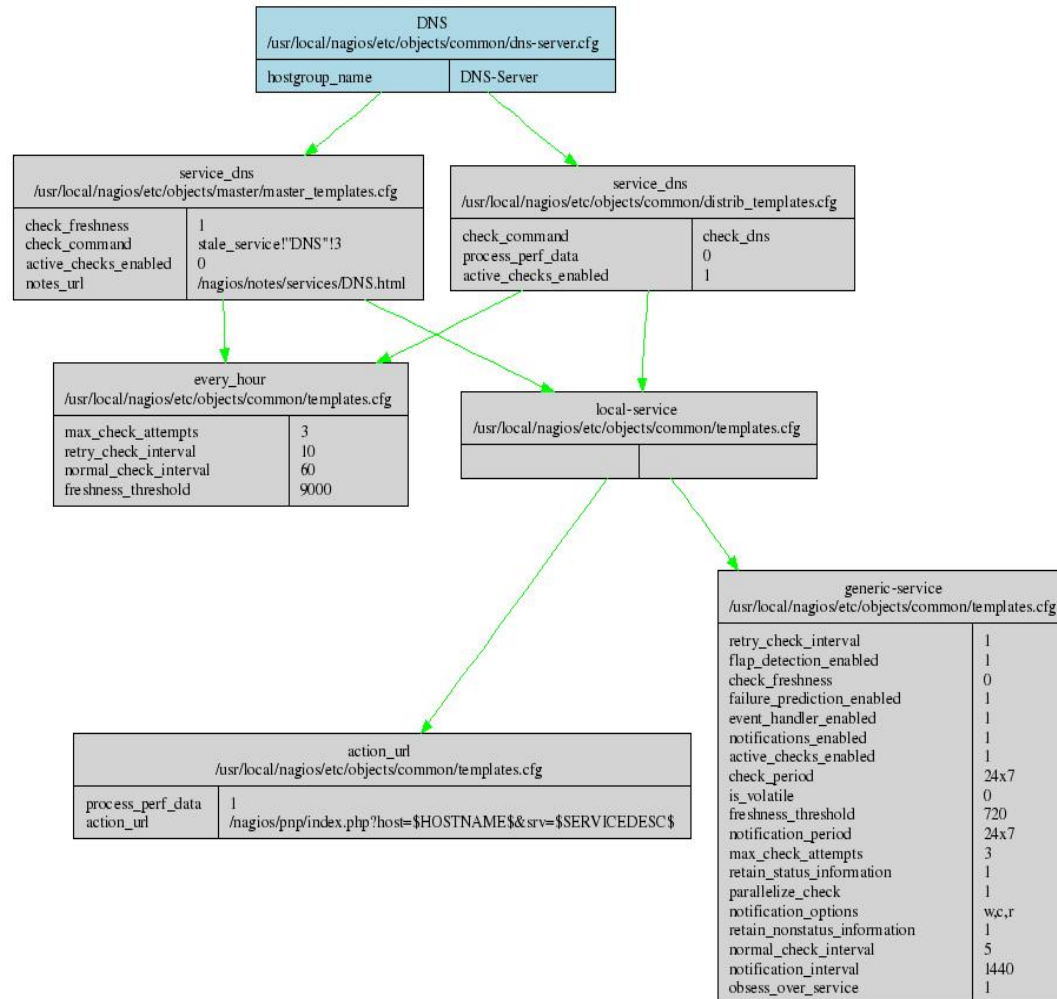 DNS
/usr/local/nagios/etc/objects/common/dns-server.cfg
hostgroup_name DNS-Server
service_dns
/usr/local/nagios/etc/objects/master/master_templates.cfg
check_freshness 1
check_command stale_service!"DNS"!3
active_checks_enabled 0
notes_url /nagios/notes/services/DNS.html
service_dns
/usr/local/nagios/etc/objects/common/distrib_templates.cfg
check_command check_dns
process_perf_data 0
active_checks_enabled 1
every_hour
/usr/local/nagios/etc/objects/common/templates.cfg
max_check_attempts 3
retry_check_interval 10
normal_check_interval 60
freshness_threshold 9000
local-service
/usr/local/nagios/etc/objects/common/templates.cfg
action_url
/usr/local/nagios/etc/objects/common/templates.cfg
process_perf_data 1
action_url /nagios/pnp/index.php?host=$HOSTNAME$&srv=$SERVICEDESC$
generic-service
/usr/local/nagios/etc/objects/common/templates.cfg
retry_check_interval 1
flap_detection_enabled 1
check_freshness 0
failure_prediction_enabled 1
event_handler_enabled 1
notifications_enabled 1
active_checks_enabled 1
check_period 24x7
is_volatile 0
freshness_threshold 720
notification_period 24x7
max_check_attempts 3
retain_status_information 1
parallelize_check 1
notification_options w,c,r
retain_nonstatus_information 1
normal_check_interval 5
notification_interval 1440
obsess_over_service 1